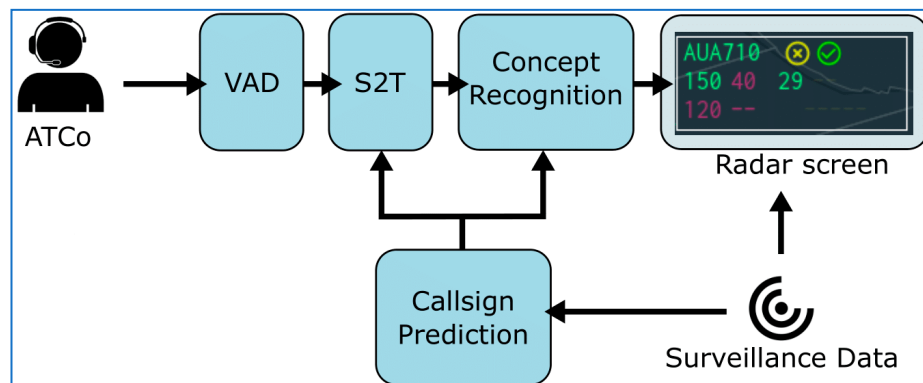 ATCo
VAD
S2T
Concept
Recognition
AUA710
150 40 29
120 -- -----
Radar screen
Callsign
Prediction
Surveillance Data